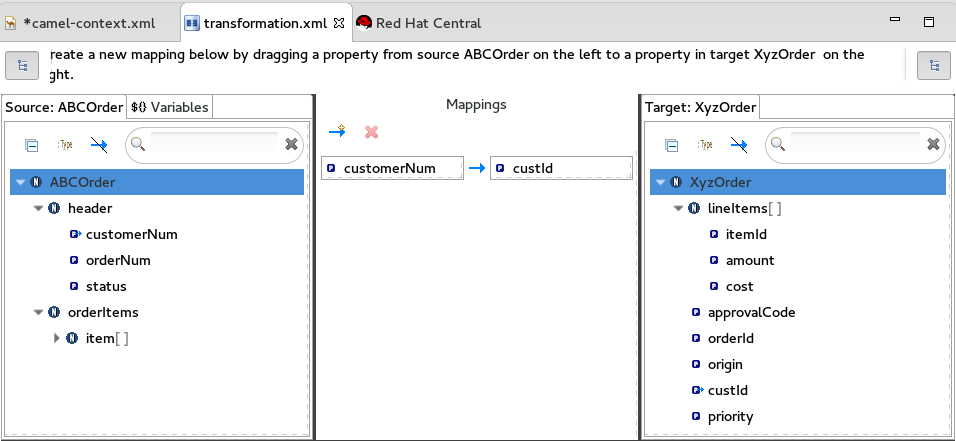 *camel-context.xml
transformation.xml
Red Hat Central
reate a new mapping below by dragging a property from source ABCOrder on the left to a property in target XyzOrder on the
ght.
Source: ABCOrder
${} Variables
:Type
ABCOrder
header
customerNum
orderNum
status
orderItems
item[ ]
Mappings
customerNum
custId
Target: XyzOrder
:Type
XyzOrder
lineItems[ ]
itemId
amount
cost
approvalCode
orderId
origin
custId
priority